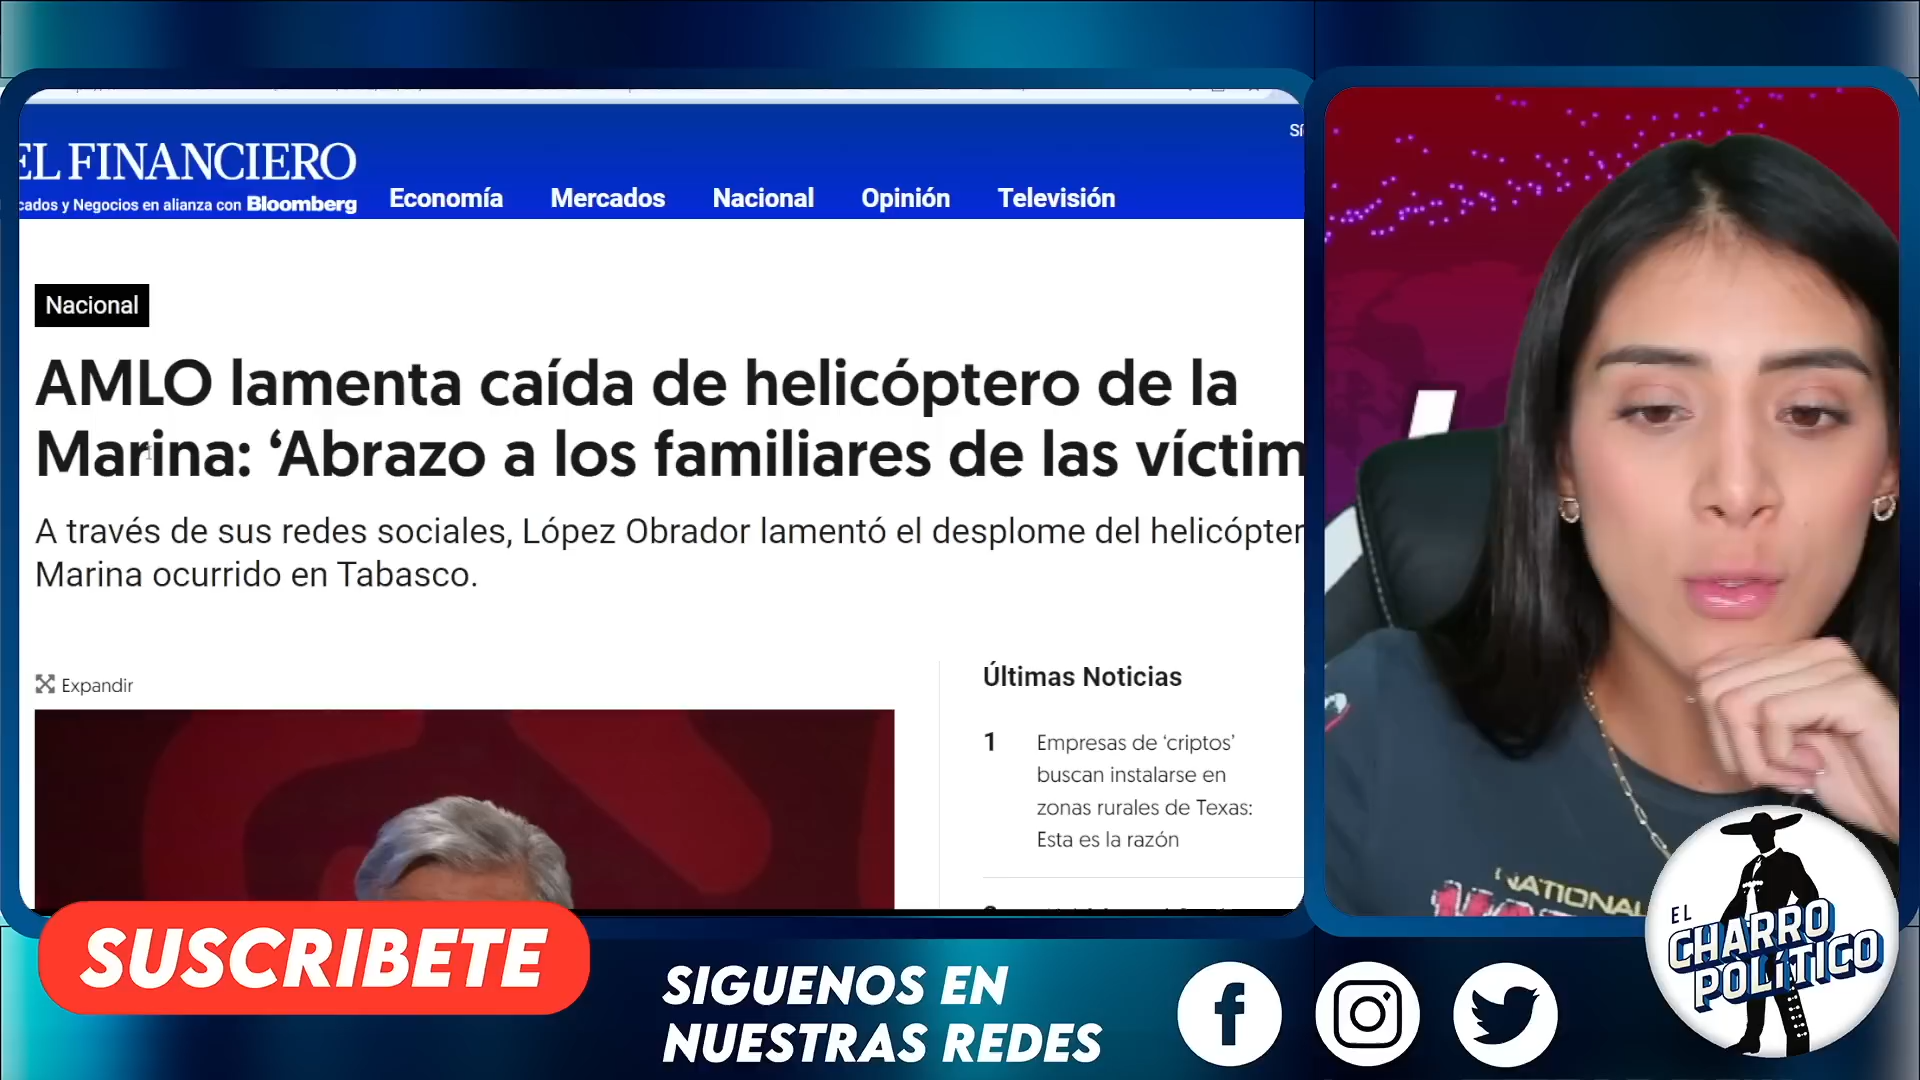 EL FINANCIERO
cados y Negocios en alianza con Bloomberg
Economía Mercados Nacional Opinión Televisión
Nacional
AMLO lamenta caída de helicóptero de la
Marina: ‘Abrazo a los familiares de las víctim
A través de sus redes sociales, López Obrador lamentó el desplome del helicópter
Marina ocurrido en Tabasco.
Expandir
Últimas Noticias
1 Empresas de ‘criptos’
buscan instalarse en
zonas rurales de Texas:
Esta es la razón
NATIONAL
SUSCRIBETE
SIGUENOS EN
NUESTRAS REDES
EL
CHARRO
POLÍTICO